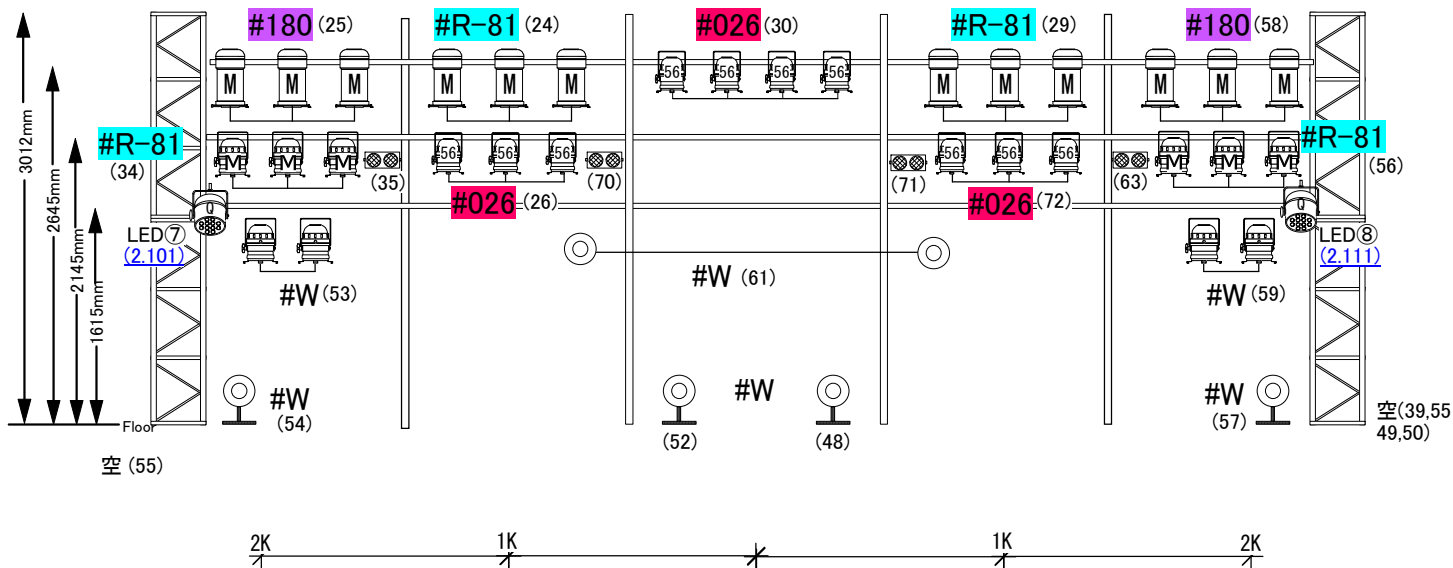 #180 (25)
#R-81 (24)
#026 (30)
#R-81 (29)
#180 (58)
M M M
M M M
56 56 56 56
M M M
M M M
#R-81
(34)
M M M
(35)
56 56 56
(70)
(71)
56 56 56
(63)
M M M
#R-81
(56)
#026 (26)
#026 (72)
LED⑦
(2.101)
LED⑧
(2.111)
#W (53)
#W (61)
#W (59)
#W
(54)
(52)
#W
(48)
#W
(57)
空(39,55
49,50)
3012mm
2645mm
2145mm
1615mm
Floor
空 (55)
2K
1K
1K
2K